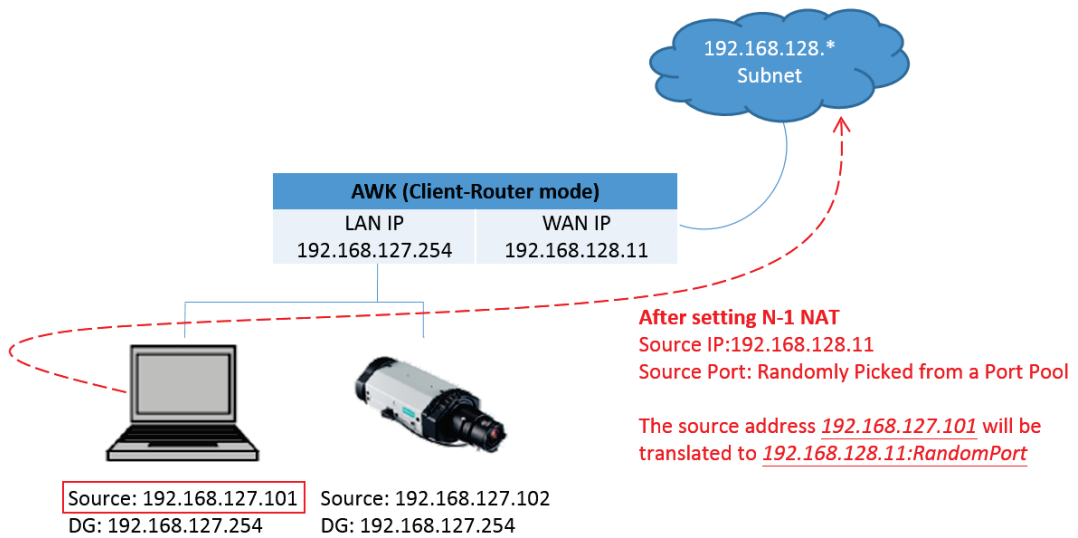 192.168.128.*
Subnet
AWK (Client-Router mode)
LAN IP
192.168.127.254
WAN IP
192.168.128.11
After setting N-1 NAT
Source IP:192.168.128.11
Source Port: Randomly Picked from a Port Pool
The source address 192.168.127.101 will be
translated to 192.168.128.11:RandomPort
Source: 192.168.127.101
DG: 192.168.127.254
Source: 192.168.127.102
DG: 192.168.127.254